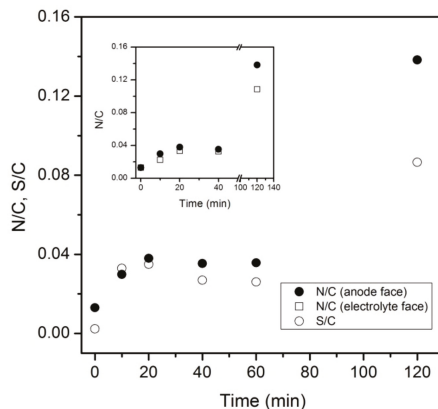 0.16
0.12
0.08
0.04
0.00
N/C, S/C
0 20 40 60 80 100 120
Time (min)
0.16
0.12
0.08
0.04
0.00
N/C
0 20 40 100 120 140
Time (min)
N/C (anode face)
N/C (electrolyte face)
S/C